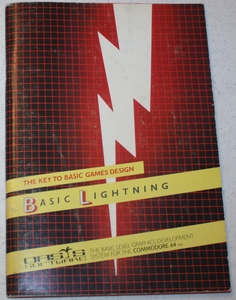 THE KEY TO BASIC GAMES DESIGN
BASIC LIGHTNING
OASIS
SOFTWARE
THE BASIC LEVEL GRAPHICS DEVELOPMENT
SYSTEM FOR THE COMMODORE 64